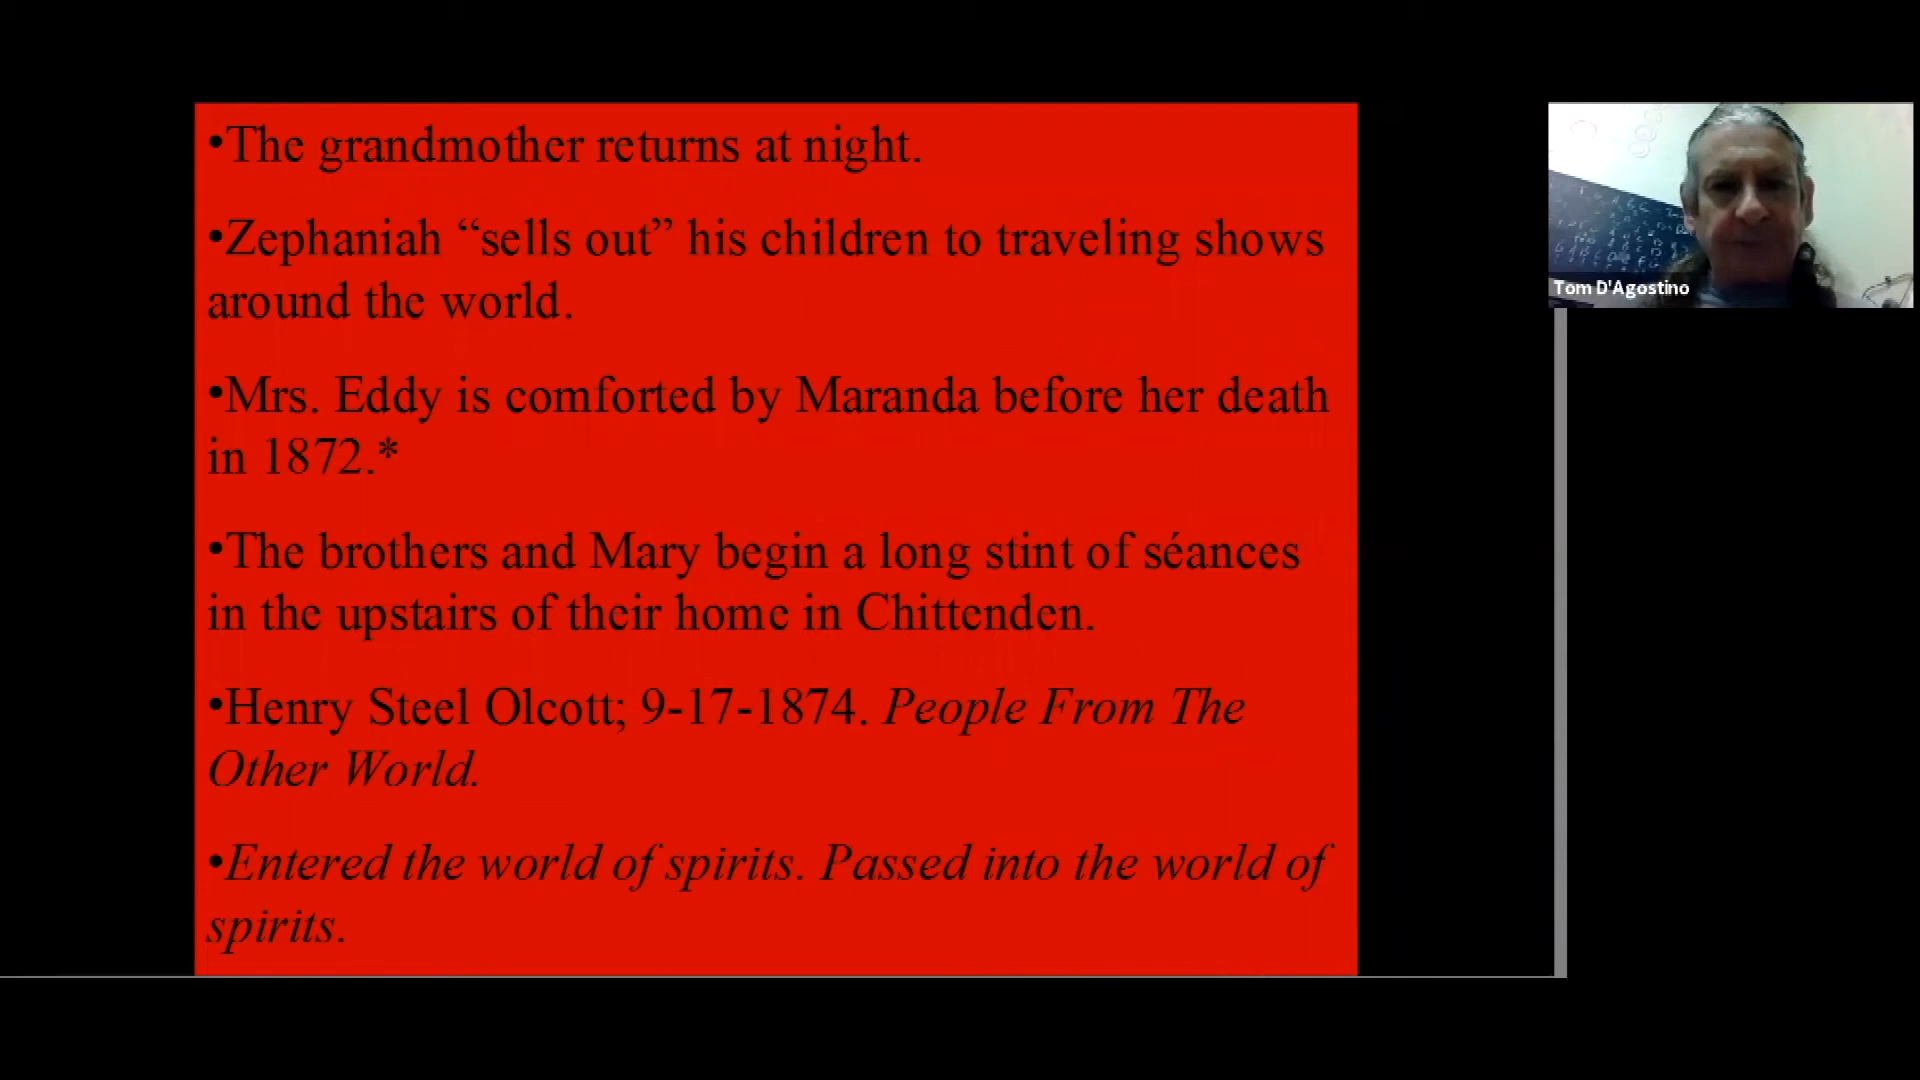 •The grandmother returns at night.
•Zephaniah “sells out” his children to traveling shows
around the world.
•Mrs. Eddy is comforted by Maranda before her death
in 1872.*
•The brothers and Mary begin a long stint of séances
in the upstairs of their home in Chittenden.
•Henry Steel Olcott; 9-17-1874. People From The
Other World.
•Entered the world of spirits. Passed into the world of
spirits.
Tom D'Agostino